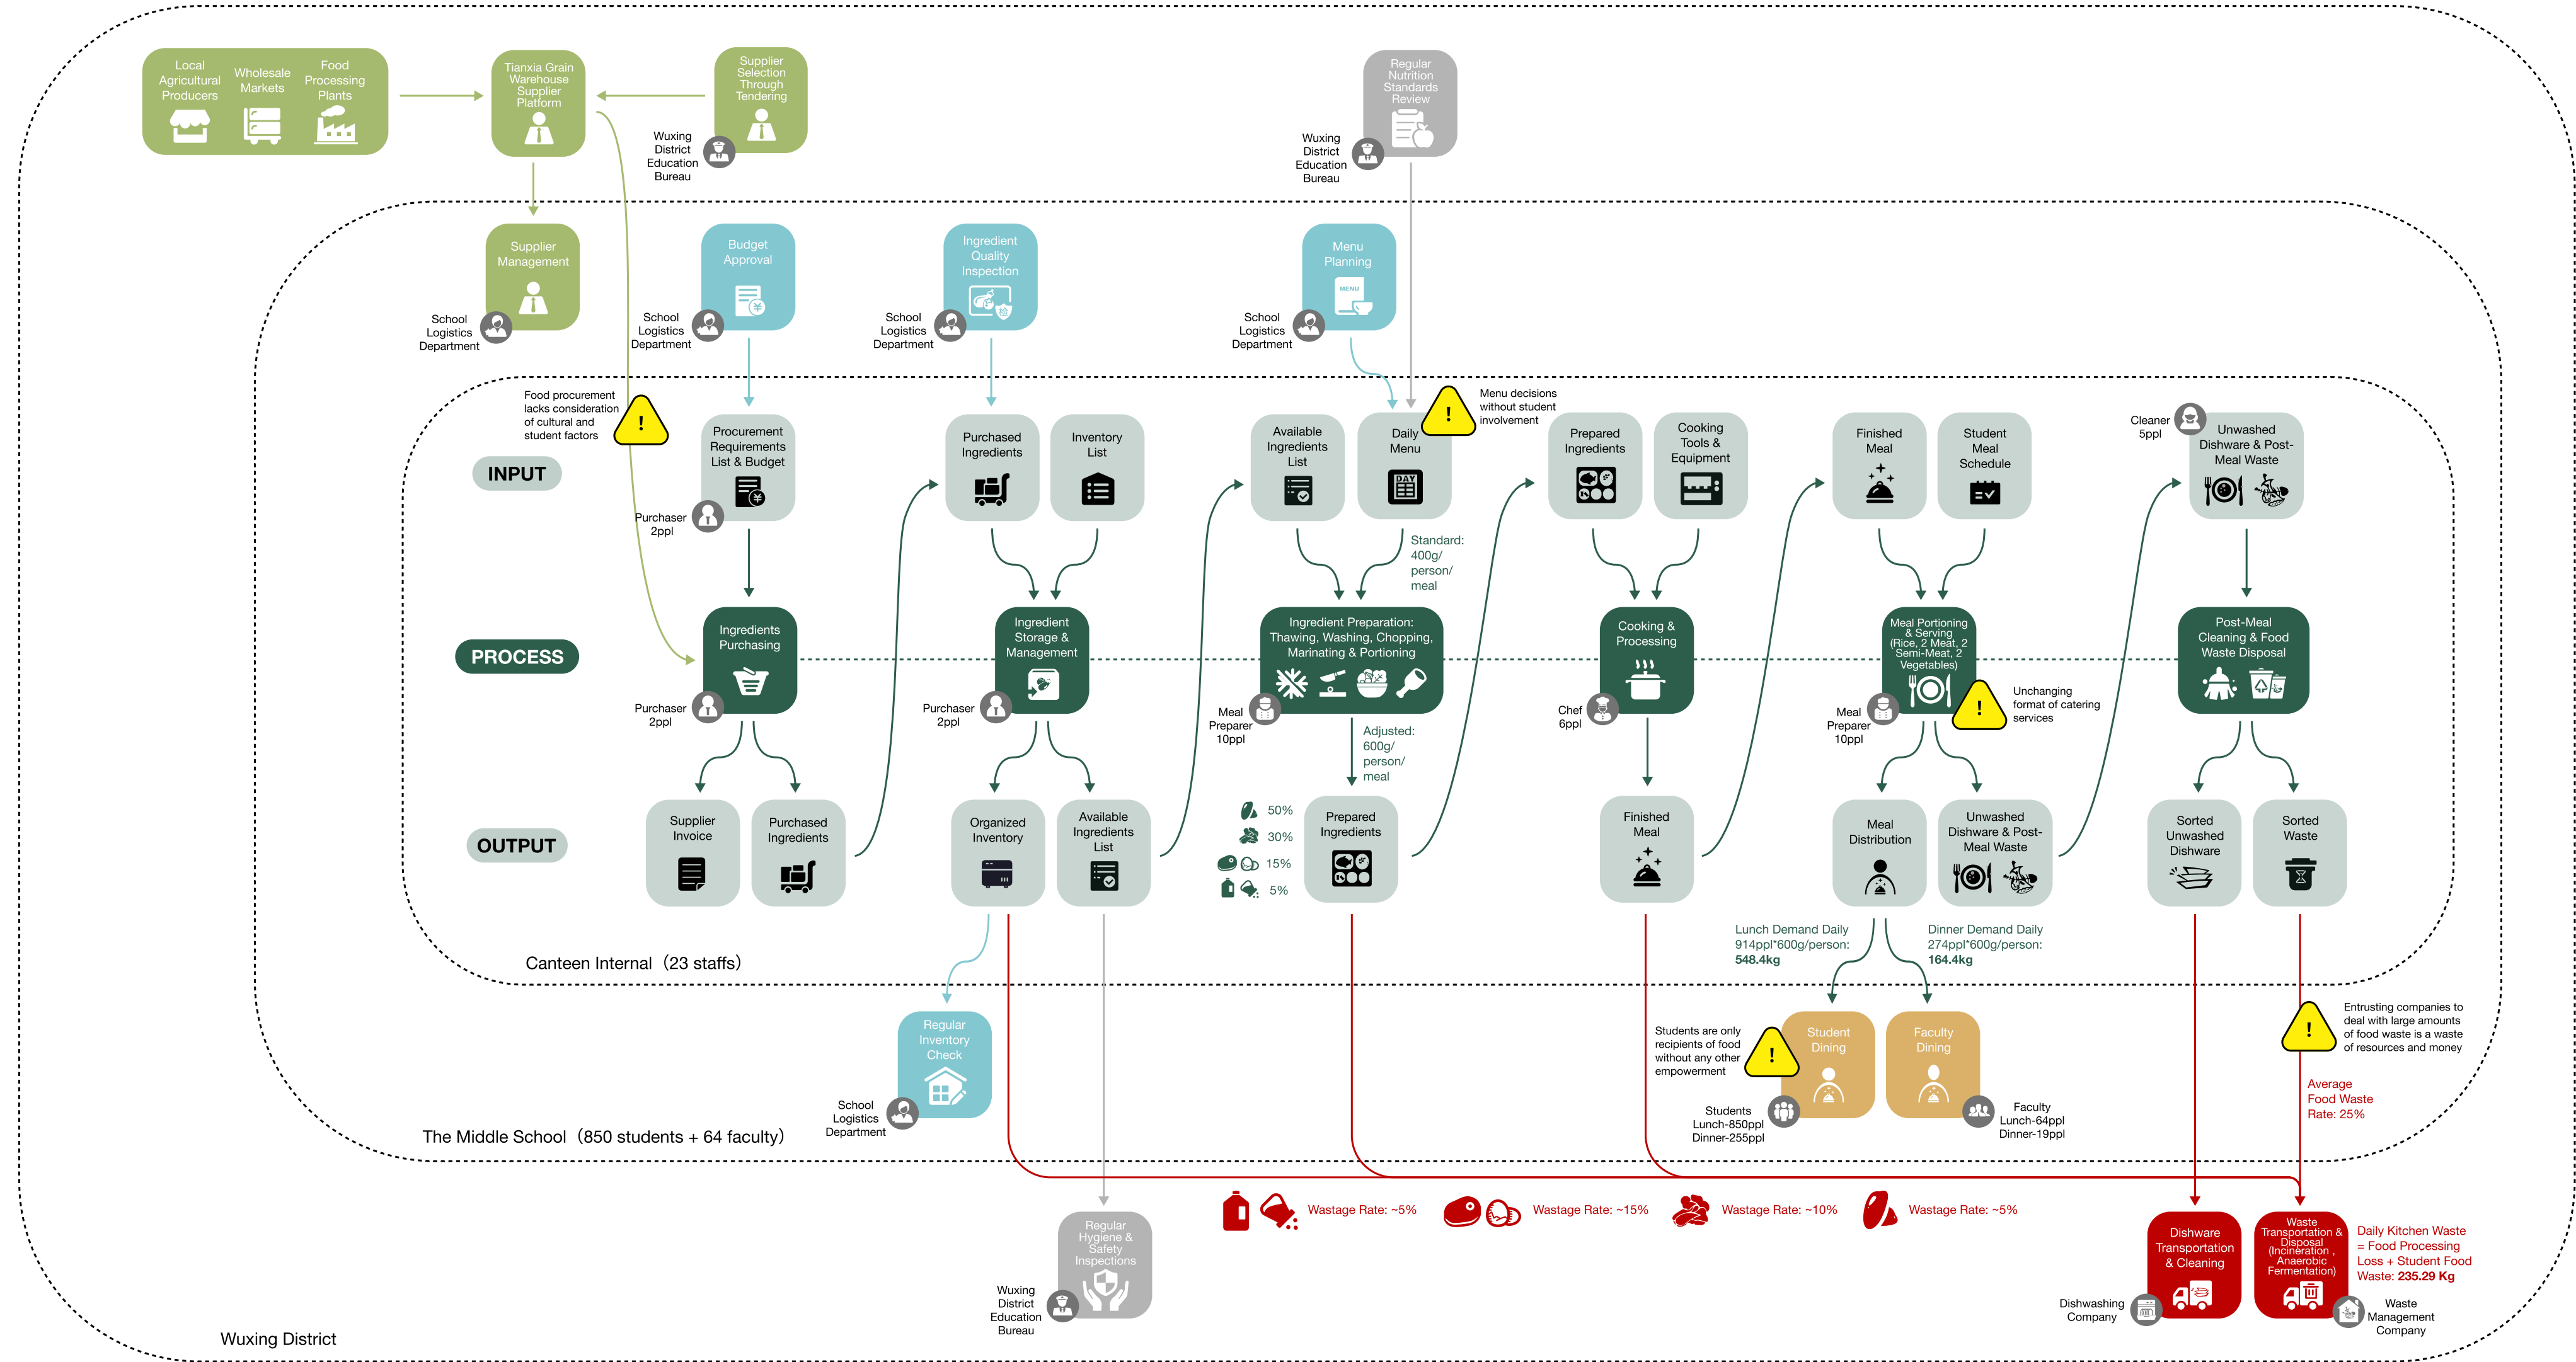 Local
Agricultural
Producers
Wholesale
Markets
Food
Processing
Plants
Tianxia Grain
Warehouse
Supplier
Platform
Supplier
Selection
Through
Tendering
Wuxing
District
Education
Bureau
Regular
Nutrition
Standards
Review
Wuxing
District
Education
Bureau
Supplier
Management
School
Logistics
Department
Budget
Approval
School
Logistics
Department
Ingredient
Quality
Inspection
School
Logistics
Department
Menu
Planning
MENU
School
Logistics
Department
Food procurement
lacks consideration
of cultural and
student factors
!
INPUT
Procurement
Requirements
List & Budget
Purchaser
2ppl
Purchased
Ingredients
Inventory
List
Available
Ingredients
List
Daily
Menu
DAY
!
Menu decisions
without student
involvement
Prepared
Ingredients
Cooking
Tools &
Equipment
Finished
Meal
Student
Meal
Schedule
Cleaner
5ppl
Unwashed
Dishware & Post-
Meal Waste
Standard:
400g/
person/
meal
PROCESS
Ingredients
Purchasing
Purchaser
2ppl
Ingredient
Storage &
Management
Purchaser
2ppl
Ingredient Preparation:
Thawing, Washing, Chopping,
Marinating & Portioning
Meal
Preparer
10ppl
Cooking &
Processing
Chef
6ppl
Meal Portioning
& Serving
(Rice, 2 Meat, 2
Semi-Meat, 2
Vegetables)
Meal
Preparer
10ppl
!
Unchanging
format of catering
services
Post-Meal
Cleaning & Food
Waste Disposal
Adjusted:
600g/
person/
meal
OUTPUT
Supplier
Invoice
Purchased
Ingredients
Organized
Inventory
Available
Ingredients
List
50%
30%
15%
5%
Prepared
Ingredients
Finished
Meal
Meal
Distribution
Unwashed
Dishware & Post-
Meal Waste
Sorted
Unwashed
Dishware
Sorted
Waste
Lunch Demand Daily
914ppl*600g/person:
548.4kg
Dinner Demand Daily
274ppl*600g/person:
164.4kg
Canteen Internal（23 staffs）
Regular
Inventory
Check
School
Logistics
Department
Students are only
recipients of food
without any other
empowerment
!
Student
Dining
Students
Lunch-850ppl
Dinner-255ppl
Faculty
Dining
Faculty
Lunch-64ppl
Dinner-19ppl
!
Entrusting companies to
deal with large amounts
of food waste is a waste
of resources and money
Average
Food Waste
Rate: 25%
The Middle School（850 students + 64 faculty）
Wastage Rate: ~5%
Wastage Rate: ~15%
Wastage Rate: ~10%
Wastage Rate: ~5%
Regular
Hygiene &
Safety
Inspections
Wuxing
District
Education
Bureau
Dishware
Transportation
& Cleaning
Dishwashing
Company
Waste
Transportation &
Disposal
(Incineration ,
Anaerobic
Fermentation)
Waste
Management
Company
Daily Kitchen Waste
= Food Processing
Loss + Student Food
Waste: 235.29 Kg
Wuxing District